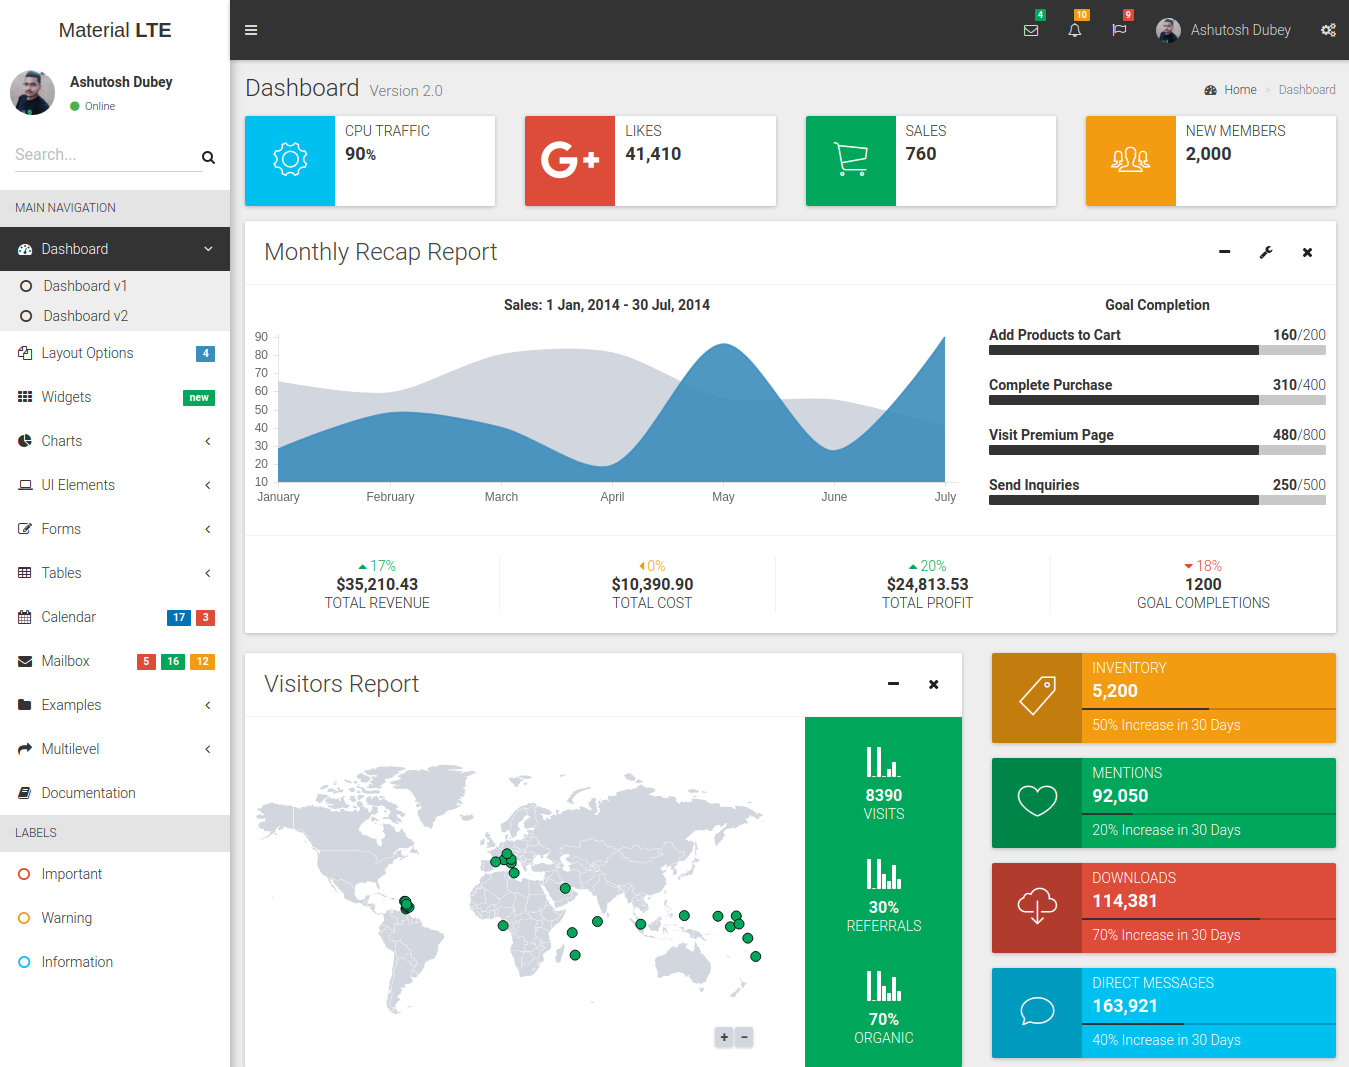 Material LTE
Ashutosh Dubey
Online
Search...
MAIN NAVIGATION
Dashboard
Dashboard v1
Dashboard v2
Layout Options 4
Widgets new
Charts
UI Elements
Forms
Tables
Calendar 17 3
Mailbox 5 16 12
Examples
Multilevel
Documentation
LABELS
Important
Warning
Information
4 10 9
Ashutosh Dubey
Dashboard Version 2.0
Home > Dashboard
CPU TRAFFIC
90%
G+
LIKES
41,410
SALES
760
NEW MEMBERS
2,000
Monthly Recap Report
Sales: 1 Jan, 2014 - 30 Jul, 2014
90
80
70
60
50
40
30
20
10
January February March April May June July
Goal Completion
Add Products to Cart 160/200
Complete Purchase 310/400
Visit Premium Page 480/800
Send Inquiries 250/500
17%
$35,210.43
TOTAL REVENUE
0%
$10,390.90
TOTAL COST
20%
$24,813.53
TOTAL PROFIT
18%
1200
GOAL COMPLETIONS
Visitors Report
8390
VISITS
30%
REFERRALS
70%
ORGANIC
+ −
INVENTORY
5,200
50% Increase in 30 Days
MENTIONS
92,050
20% Increase in 30 Days
DOWNLOADS
114,381
70% Increase in 30 Days
DIRECT MESSAGES
163,921
40% Increase in 30 Days